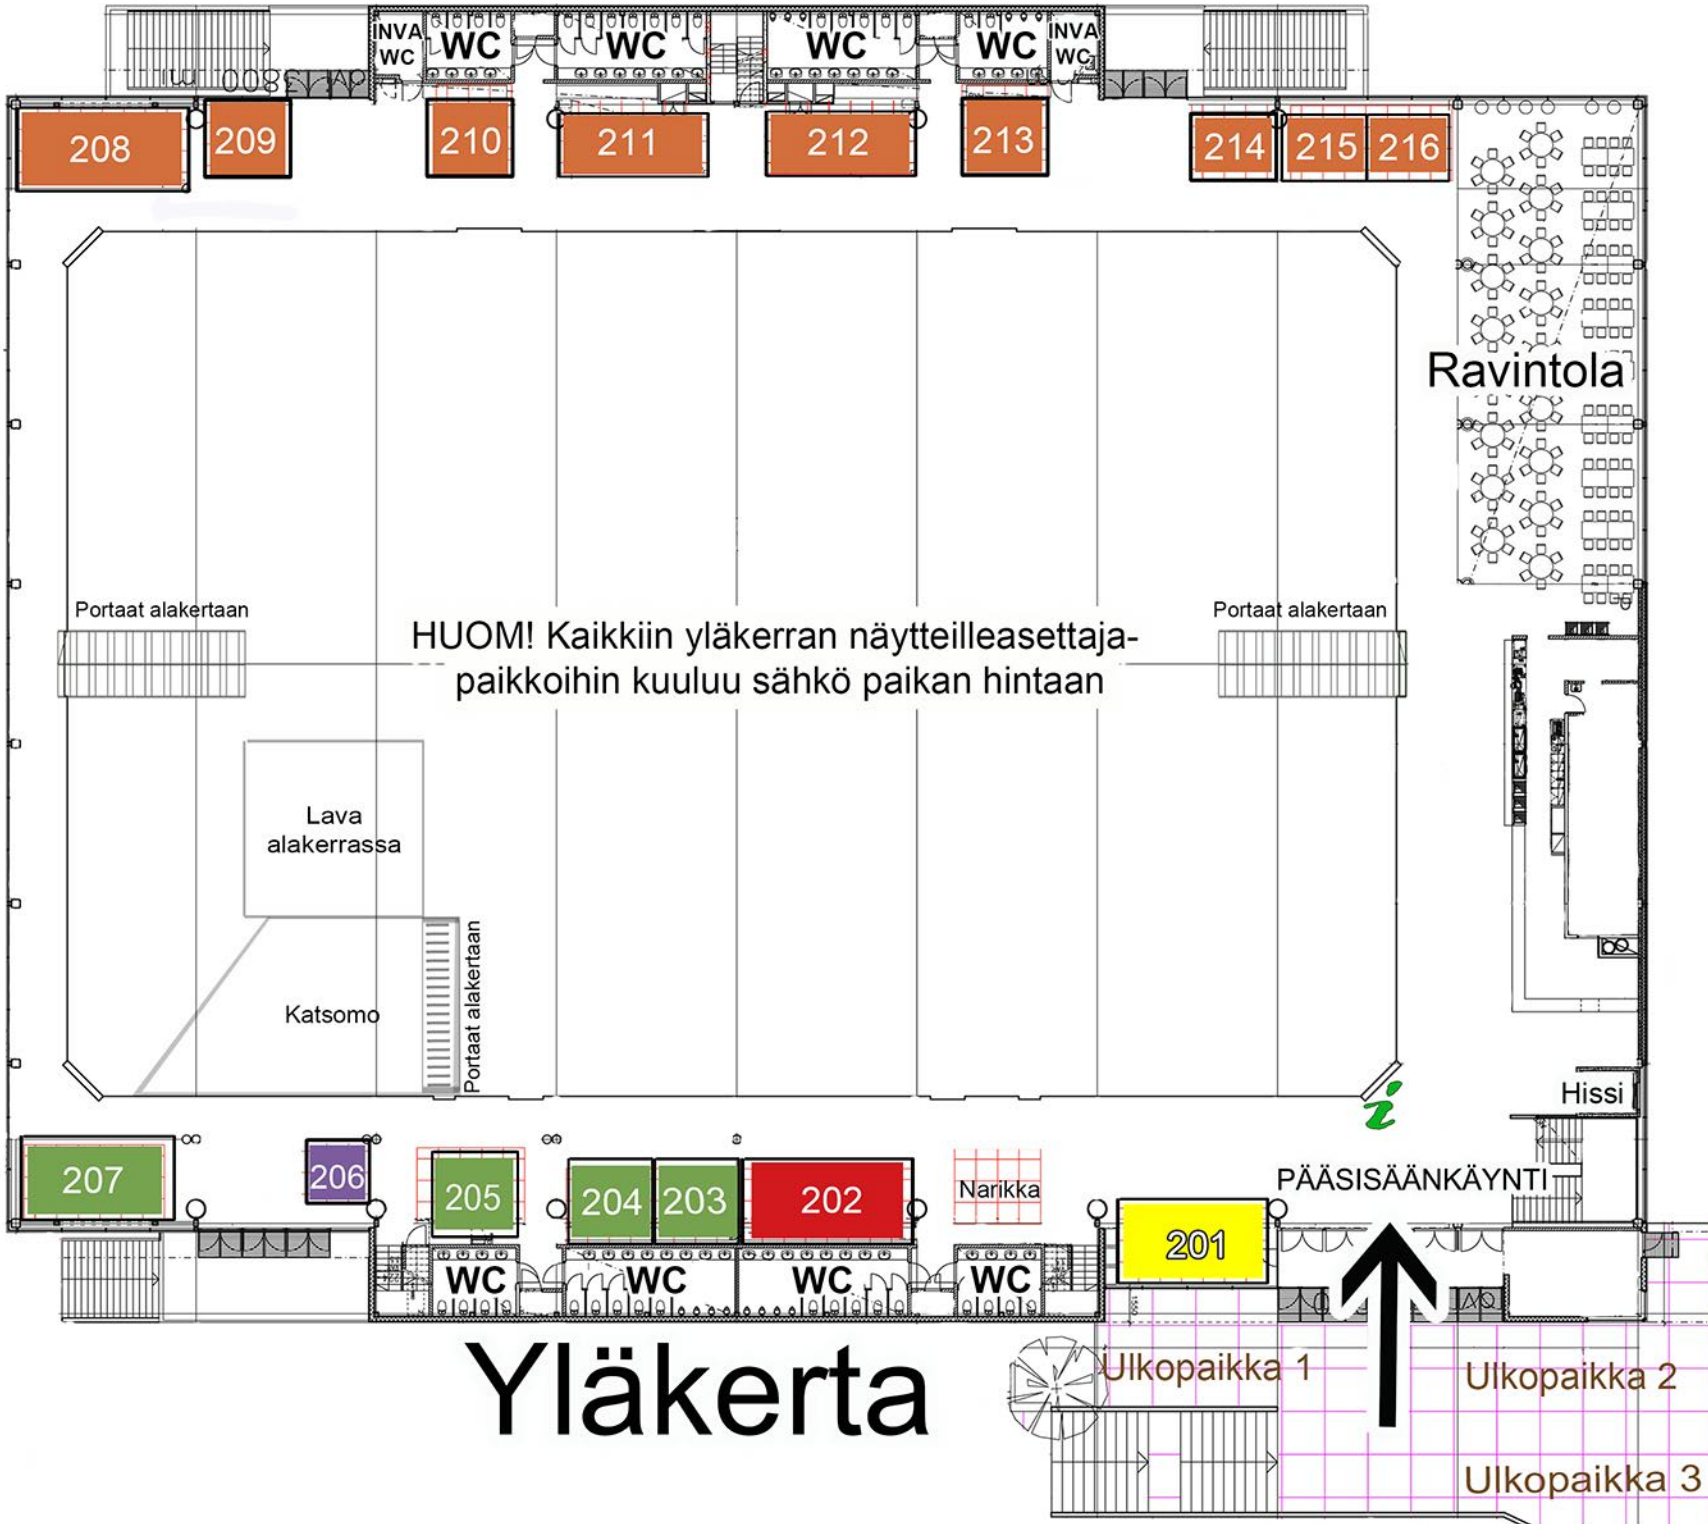 INVA
WC
WC
WC
WC
WC
INVA
WC
208
209
210
211
212
213
214
215
216
Ravintola
Portaat alakertaan
Portaat alakertaan
HUOM! Kaikkiin yläkerran näytteilleasettaja-
paikkoihin kuuluu sähkö paikan hintaan
Lava
alakerrassa
Katsomo
Portaat alakertaan
i
Hissi
207
206
205
204
203
202
Narikka
PÄÄSISÄÄNKÄYNTI
201
WC
WC
WC
WC
1550
Yläkerta
Ulkopaikka 1
Ulkopaikka 2
Ulkopaikka 3